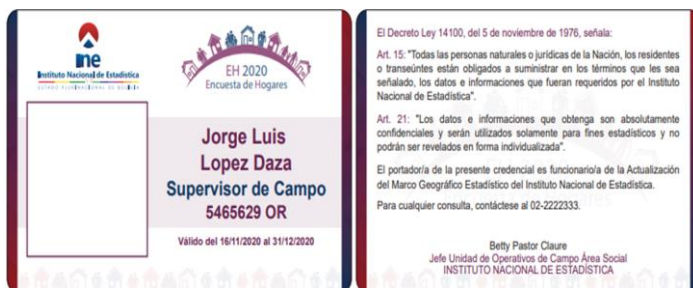 ine
Instituto Nacional de Estadística
ESTADO PLURINACIONAL DE BOLIVIA
EH 2020
Encuesta de Hogares
Jorge Luis
Lopez Daza
Supervisor de Campo
5465629 OR
Válido del 16/11/2020 al 31/12/2020
El Decreto Ley 14100, del 5 de noviembre de 1976, señala:
Art. 15: "Todas las personas naturales o jurídicas de la Nación, los residentes
o transeúntes están obligados a suministrar en los términos que les sea
señalado, los datos e informaciones que fueran requeridos por el Instituto
Nacional de Estadística".
Art. 21: "Los datos e informaciones que obtenga son absolutamente
confidenciales y serán utilizados solamente para fines estadísticos y no
podrán ser revelados en forma individualizada".
El portador/a de la presente credencial es funcionario/a de la Actualización
del Marco Geográfico Estadístico del Instituto Nacional de Estadística.
Para cualquier consulta, contáctese al 02-2222333.
Betty Pastor Claure
Jefe Unidad de Operativos de Campo Área Social
INSTITUTO NACIONAL DE ESTADÍSTICA